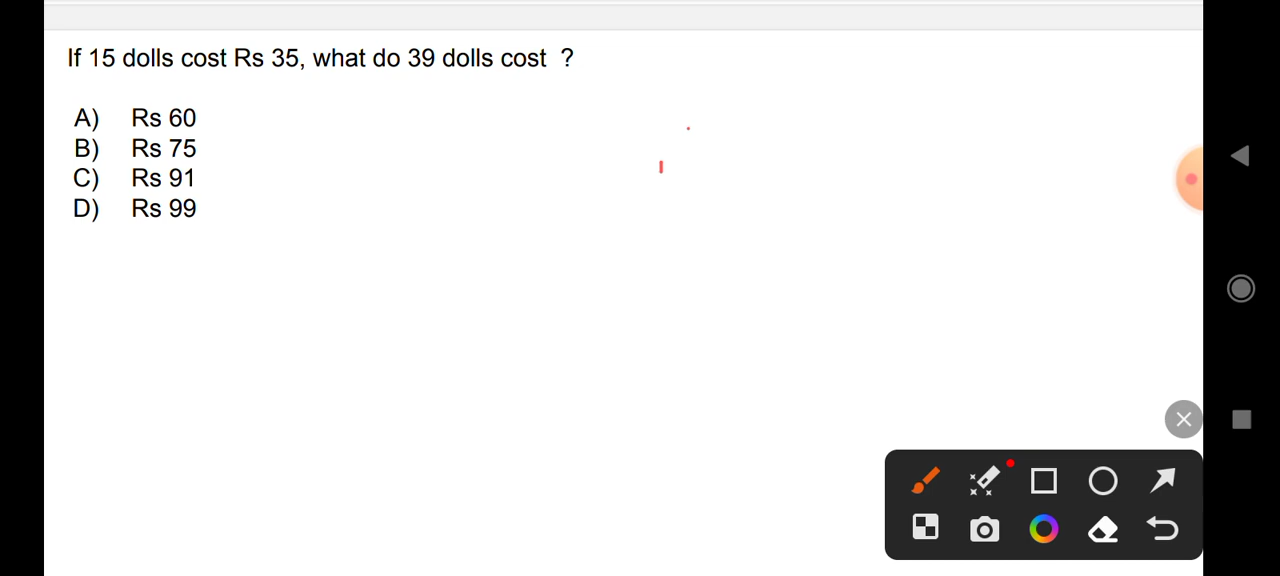 If 15 dolls cost Rs 35, what do 39 dolls cost ?
A) Rs 60
B) Rs 75
C) Rs 91
D) Rs 99